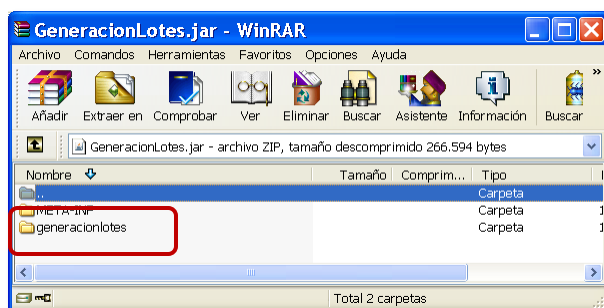 GeneracionLotes.jar - WinRAR
Archivo Comandos Herramientas Favoritos Opciones Ayuda
Añadir Extraer en Comprobar Ver Eliminar Buscar Asistente Información Buscar »
GeneracionLotes.jar - archivo ZIP, tamaño descomprimido 266.594 bytes
Nombre Tamaño Comprim... Tipo
.. Carpeta
META-INF Carpeta 1
generacionlotes Carpeta 1
Total 2 carpetas